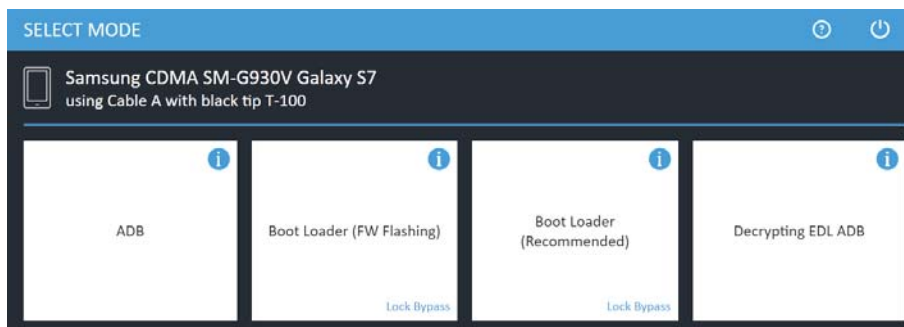 SELECT MODE
Samsung CDMA SM-G930V Galaxy S7
using Cable A with black tip T-100
ADB
Boot Loader (FW Flashing)
Lock Bypass
Boot Loader
(Recommended)
Lock Bypass
Decrypting EDL ADB